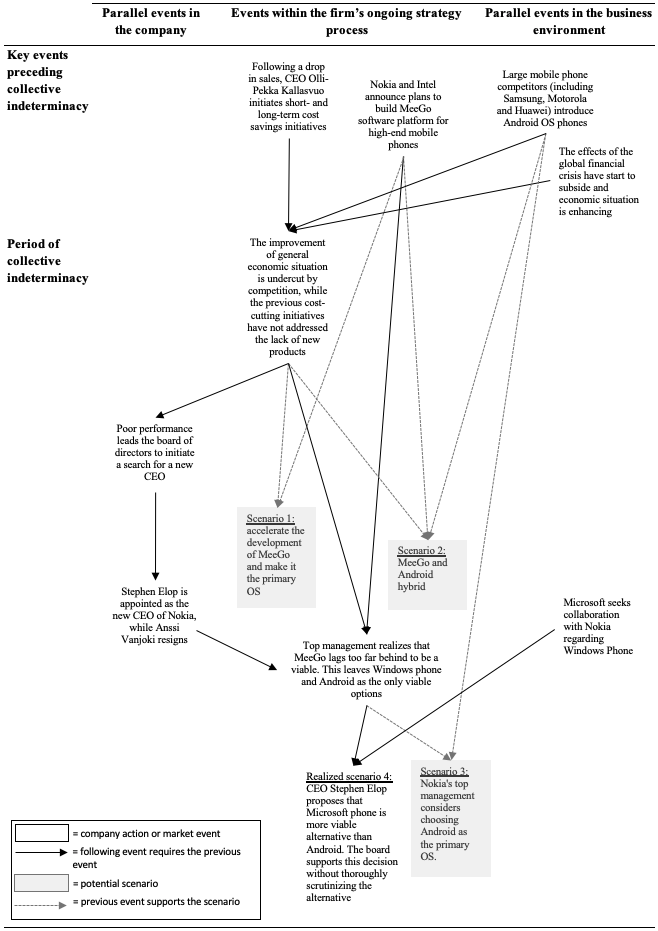 Parallel events in
the company
Events within the firm's ongoing strategy
process
Parallel events in the business
environment
Key events
preceding
collective
indeterminacy
Following a drop
in sales, CEO Olli-
Pekka Kallasvuo
initiates short- and
long-term cost
savings initiatives
Nokia and Intel
announce plans to
build MeeGo
software platform for
high-end mobile
phones
Large mobile phone
competitors (including
Samsung, Motorola
and Huawei) introduce
Android OS phones
The effects of the
global financial
crisis have start to
subside and
economic situation
is enhancing
Period of
collective
indeterminacy
The improvement
of general
economic situation
is undercut by
competition, while
the previous cost-
cutting initiatives
have not addressed
the lack of new
products
Poor performance
leads the board of
directors to initiate
a search for a new
CEO
Scenario 1:
accelerate the
development
of MeeGo
and make it
the primary
OS
Scenario 2:
MeeGo and
Android
hybrid
Stephen Elop is
appointed as the
new CEO of Nokia,
while Anssi
Vanjoki resigns
Microsoft seeks
collaboration
with Nokia
regarding
Windows Phone
Top management realizes that
MeeGo lags too far behind to be a
viable. This leaves Windows phone
and Android as the only viable
options
Realized scenario 4:
CEO Stephen Elop
proposes that
Microsoft phone is
more viable
alternative than
Android. The board
supports this decision
without thoroughly
scrutinizing the
alternative
Scenario 3:
Nokia's top
management
considers
choosing
Android as
the primary
OS.
= company action or market event
= following event requires the previous
event
= potential scenario
= previous event supports the scenario